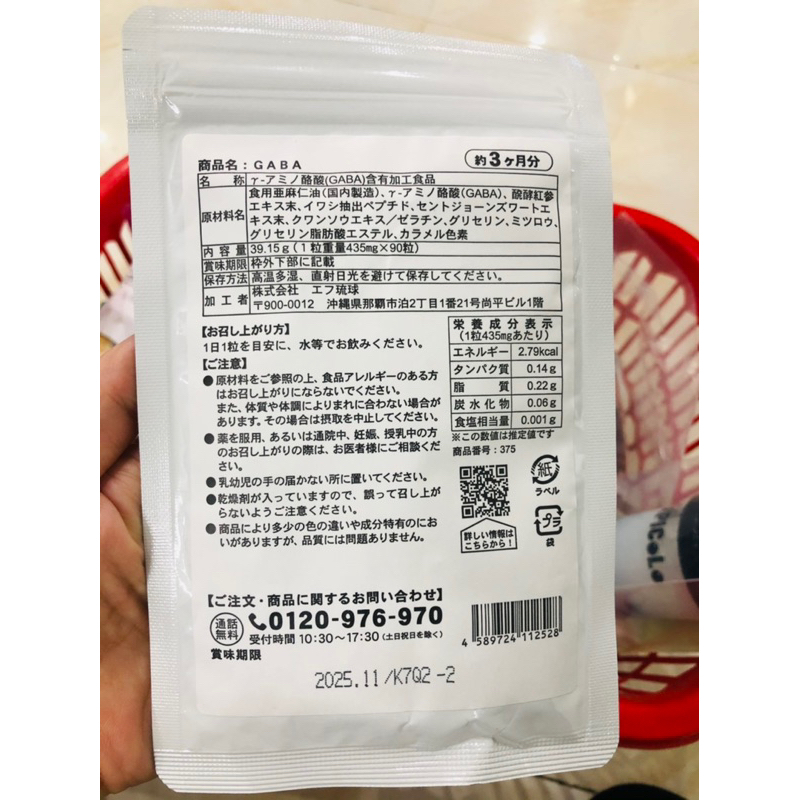 商品名：GABA
約3ヶ月分
名 称 γ-アミノ酪酸(GABA)含有加工食品
原材料名 食用亜麻仁油(国内製造)、γ-アミノ酪酸(GABA)、醗酵紅参
エキス末、イワシ抽出ペプチド、セントジョーンズワートエ
キス末、クワンソウエキス／ゼラチン、グリセリン、ミツロウ、
グリセリン脂肪酸エステル、カラメル色素
内 容 量 39.15g (1粒重量435mg×90粒)
賞味期限 枠外下部に記載
保存方法 高温多湿、直射日光を避けて保存してください。
加 工 者 株式会社 エフ琉球
〒900-0012 沖縄県那覇市泊2丁目1番21号尚平ビル1階
【お召し上がり方】
1日1粒を目安に、水等でお飲みください。
【ご注意】
●原材料をご参照の上、食品アレルギーのある方
はお召し上がりにならないでください。
また、体質や体調によりまれに合わない場合が
あります。その場合は摂取を中止してください。
●薬を服用、あるいは通院中、妊娠、授乳中の方
のお召し上がりの際は、お医者様にご相談くださ
い。
●乳幼児の手の届かない所に置いてください。
●乾燥剤が入っていますので、誤って召し上が
らないようご注意ください。
●商品により多少の色の違いや成分特有のにお
いがありますが、品質には問題ありません。
栄養成分表示
(1粒435mgあたり)
エネルギー 2.79kcal
タンパク質 0.14g
脂 質 0.22g
炭水化物 0.06g
食塩相当量 0.001g
※この数値は推定値です
商品番号：375
紙
ラベル
プラ
袋
詳しい情報は
こちらから！
【ご注文・商品に関するお問い合わせ】
通話
無料
0120-976-970
受付時間 10:30～17:30 (土日祝日を除く)
賞味期限
4 589724 112528
2025.11/K7Q2-2
PICOLO